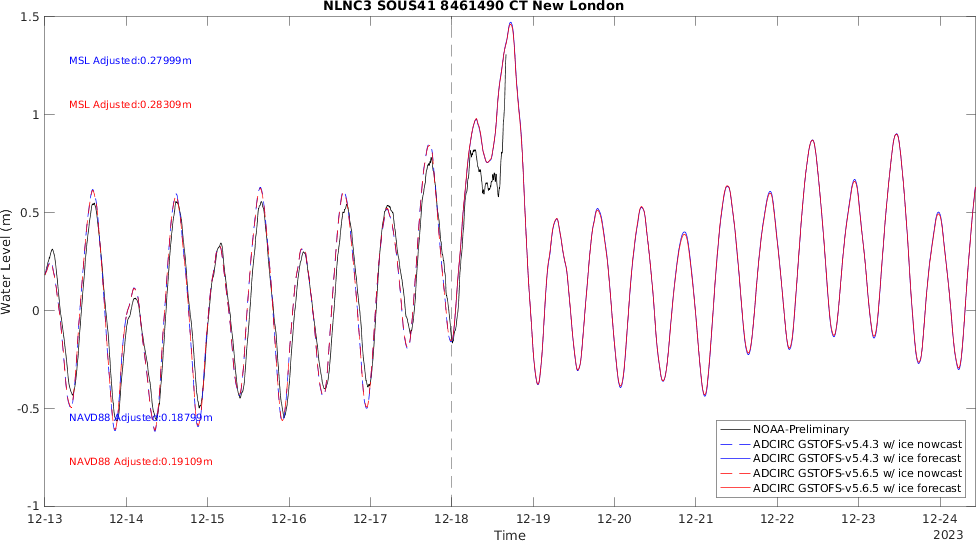 NLNC3 SOUS41 8461490 CT New London
1.5
1
0.5
0
-0.5
-1
Water Level (m)
MSL Adjusted:0.27999m
MSL Adjusted:0.28309m
NAVD88 Adjusted:0.18799m
NAVD88 Adjusted:0.19109m
NOAA-Preliminary
ADCIRC GSTOFS-v5.4.3 w/ ice nowcast
ADCIRC GSTOFS-v5.4.3 w/ ice forecast
ADCIRC GSTOFS-v5.6.5 w/ ice nowcast
ADCIRC GSTOFS-v5.6.5 w/ ice forecast
12-13 12-14 12-15 12-16 12-17 12-18 12-19 12-20 12-21 12-22 12-23 12-24
Time
2023